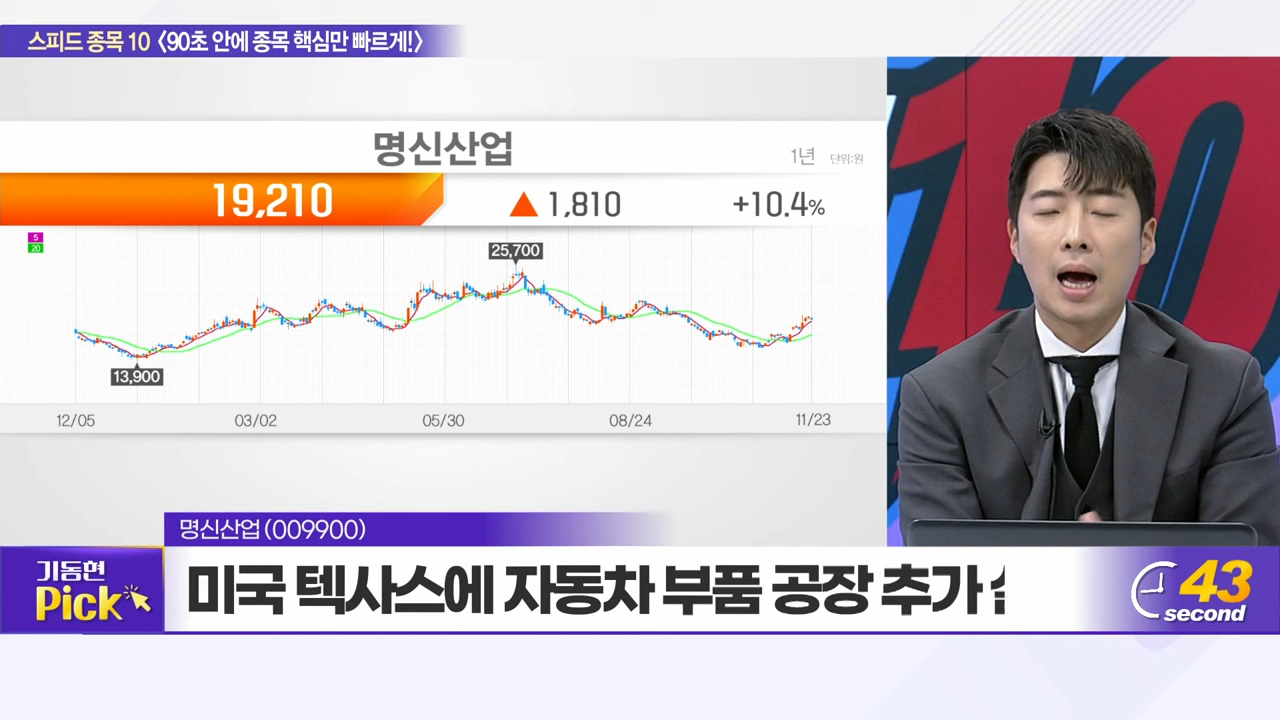 스피드 종목 10 〈90초 안에 종목 핵심만 빠르게!〉
명신산업
1년 단위:원
19,210 ▲ 1,810 +10.4%
5
20
25,700
13,900
12/05 03/02 05/30 08/24 11/23
명신산업(009900)
기동현
Pick
미국 텍사스에 자동차 부품 공장 추가
43
second
10